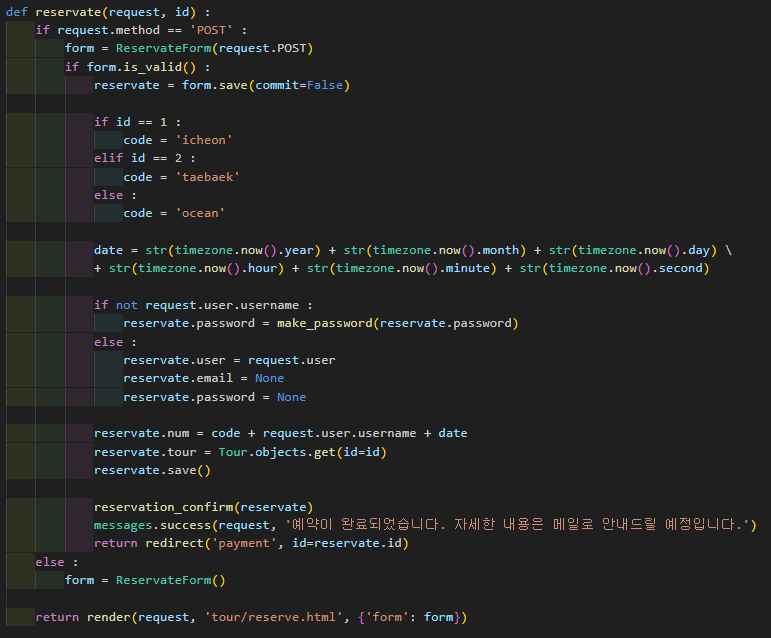 def reservate(request, id) :
    if request.method == 'POST' :
        form = ReservateForm(request.POST)
        if form.is_valid() :
            reservate = form.save(commit=False)

            if id == 1 :
                code = 'icheon'
            elif id == 2 :
                code = 'taebaek'
            else :
                code = 'ocean'

            date = str(timezone.now().year) + str(timezone.now().month) + str(timezone.now().day) \
            + str(timezone.now().hour) + str(timezone.now().minute) + str(timezone.now().second)

            if not request.user.username :
                reservate.password = make_password(reservate.password)
            else :
                reservate.user = request.user
                reservate.email = None
                reservate.password = None

            reservate.num = code + request.user.username + date
            reservate.tour = Tour.objects.get(id=id)
            reservate.save()

            reservation_confirm(reservate)
            messages.success(request, '예약이 완료되었습니다. 자세한 내용은 메일로 안내드릴 예정입니다.')
            return redirect('payment', id=reservate.id)
    else :
        form = ReservateForm()

    return render(request, 'tour/reserve.html', {'form': form})